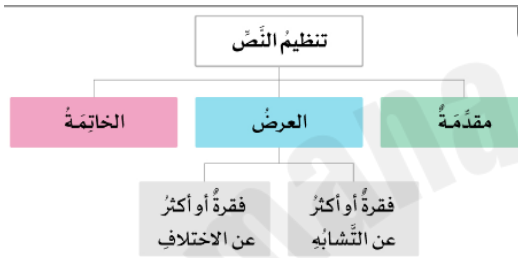 تنظيمُ النَّصِّ
مقدِّمَةٌ
العرضُ
الخاتِمَةُ
فقرةٌ أو أكثرُ
عن التَّشابُهِ
فقرةٌ أو أكثرُ
عن الاختلافِ